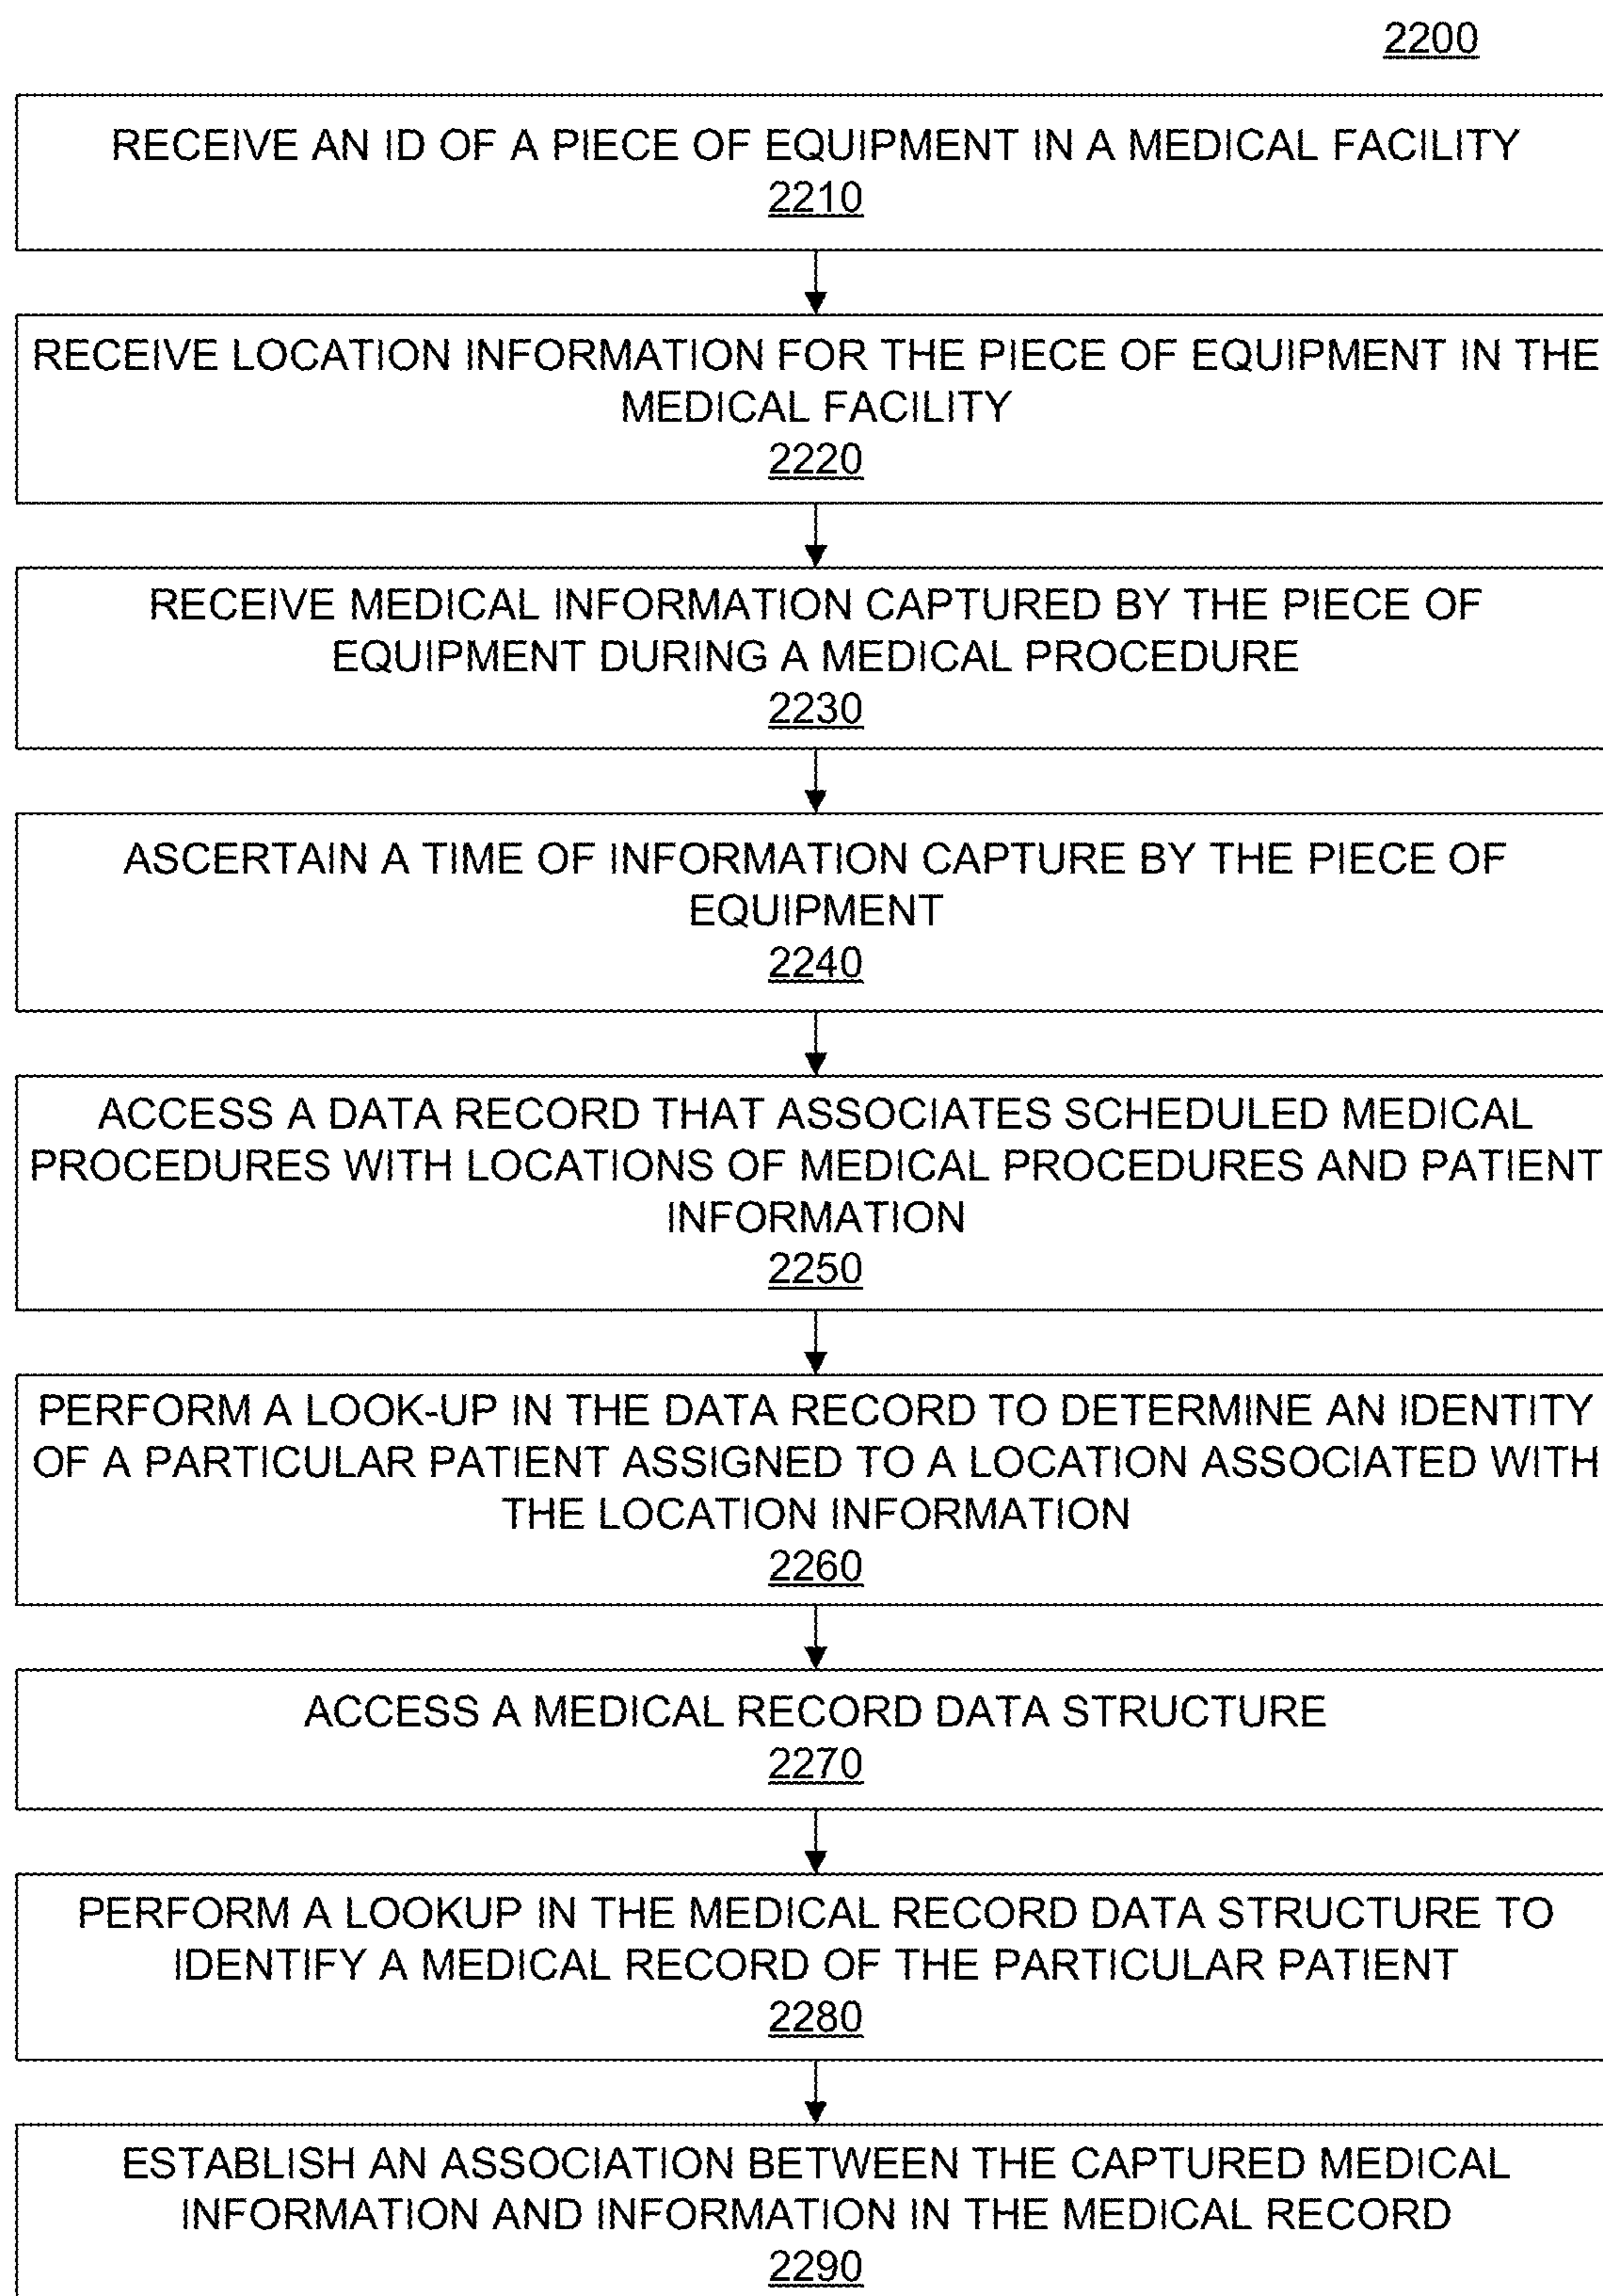 2200
RECEIVE AN ID OF A PIECE OF EQUIPMENT IN A MEDICAL FACILITY
2210
RECEIVE LOCATION INFORMATION FOR THE PIECE OF EQUIPMENT IN THE
MEDICAL FACILITY
2220
RECEIVE MEDICAL INFORMATION CAPTURED BY THE PIECE OF
EQUIPMENT DURING A MEDICAL PROCEDURE
2230
ASCERTAIN A TIME OF INFORMATION CAPTURE BY THE PIECE OF
EQUIPMENT
2240
ACCESS A DATA RECORD THAT ASSOCIATES SCHEDULED MEDICAL
PROCEDURES WITH LOCATIONS OF MEDICAL PROCEDURES AND PATIENT
INFORMATION
2250
PERFORM A LOOK-UP IN THE DATA RECORD TO DETERMINE AN IDENTITY
OF A PARTICULAR PATIENT ASSIGNED TO A LOCATION ASSOCIATED WITH
THE LOCATION INFORMATION
2260
ACCESS A MEDICAL RECORD DATA STRUCTURE
2270
PERFORM A LOOKUP IN THE MEDICAL RECORD DATA STRUCTURE TO
IDENTIFY A MEDICAL RECORD OF THE PARTICULAR PATIENT
2280
ESTABLISH AN ASSOCIATION BETWEEN THE CAPTURED MEDICAL
INFORMATION AND INFORMATION IN THE MEDICAL RECORD
2290